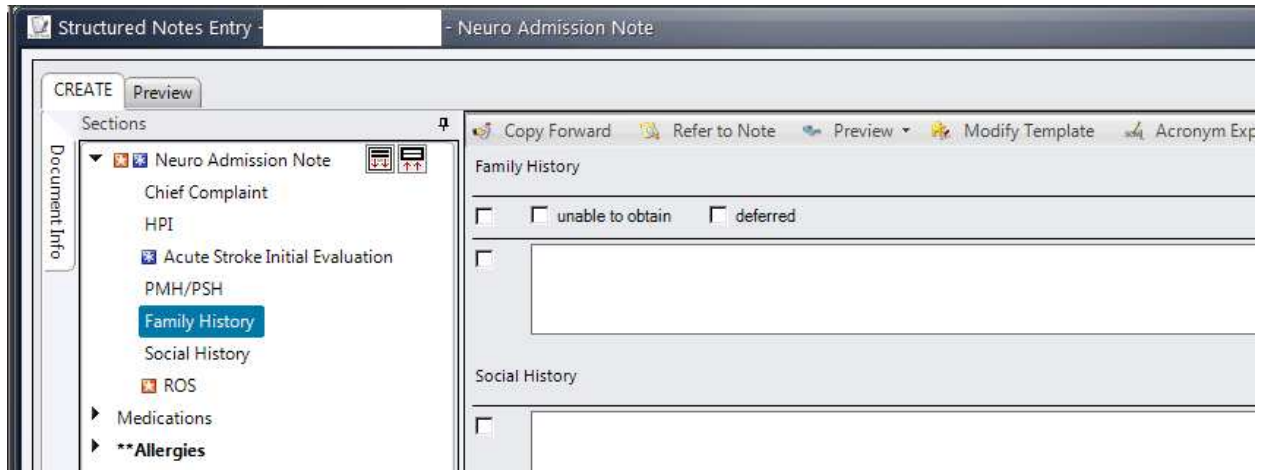 Structured Notes Entry - - Neuro Admission Note
CREATE Preview
Document Info
Sections
Neuro Admission Note
Chief Complaint
HPI
Acute Stroke Initial Evaluation
PMH/PSH
Family History
Social History
ROS
Medications
**Allergies
Copy Forward Refer to Note Preview Modify Template Acronym Exp
Family History
unable to obtain deferred
Social History